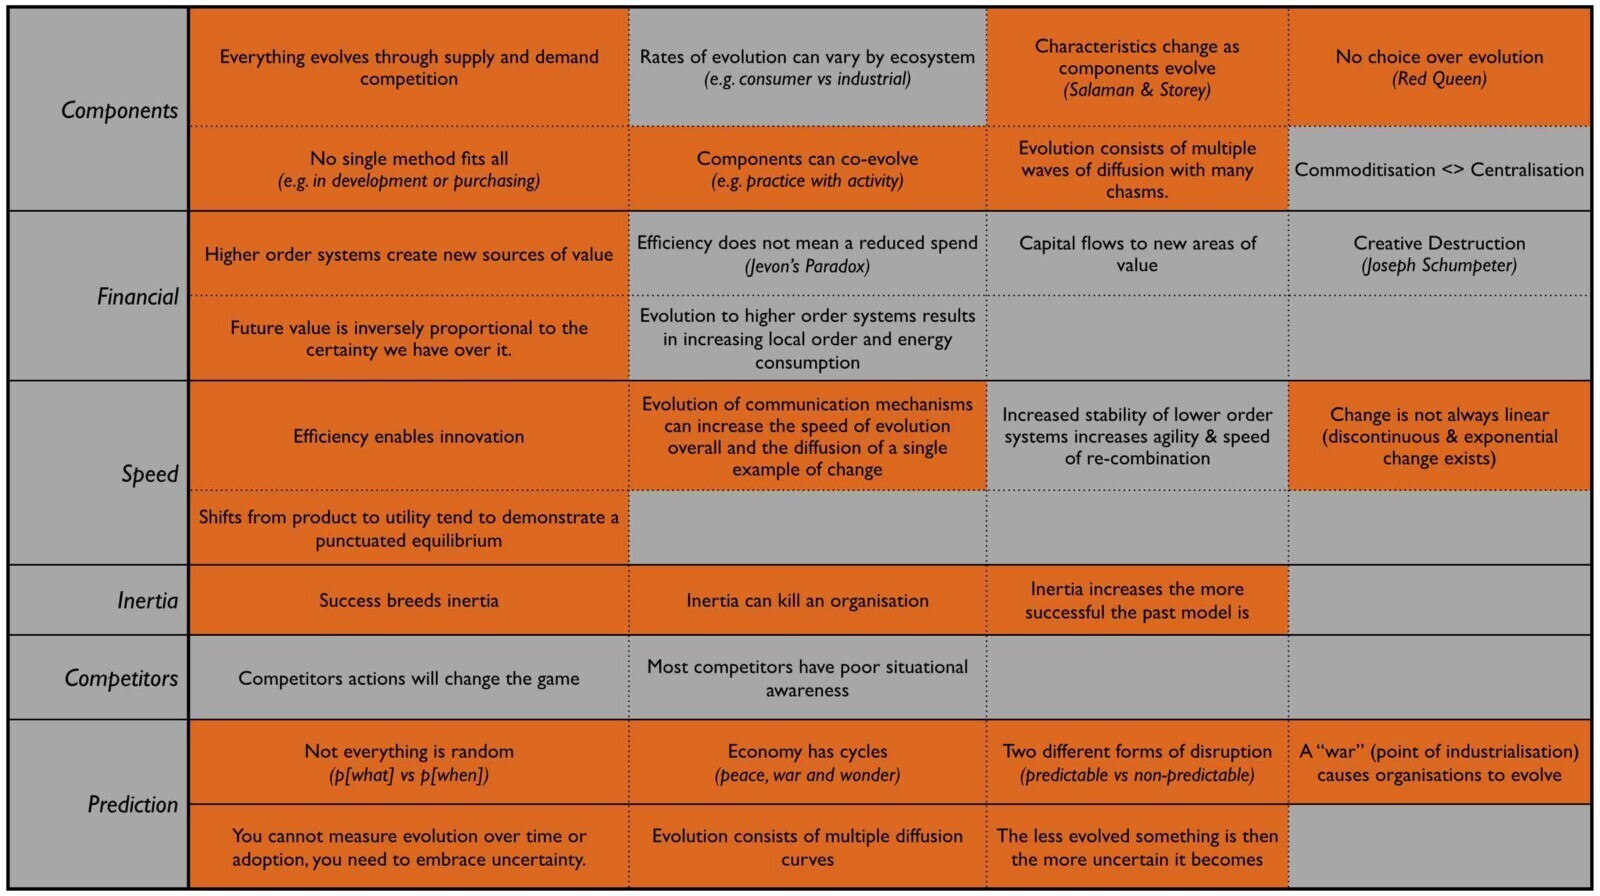 Components
Everything evolves through supply and demand
competition
Rates of evolution can vary by ecosystem
(e.g. consumer vs industrial)
Characteristics change as
components evolve
(Salaman & Storey)
No choice over evolution
(Red Queen)
No single method fits all
(e.g. in development or purchasing)
Components can co-evolve
(e.g. practice with activity)
Evolution consists of multiple
waves of diffusion with many
chasms.
Commoditisation <> Centralisation
Financial
Higher order systems create new sources of value
Efficiency does not mean a reduced spend
(Jevon's Paradox)
Capital flows to new areas of
value
Creative Destruction
(Joseph Schumpeter)
Future value is inversely proportional to the
certainty we have over it.
Evolution to higher order systems results
in increasing local order and energy
consumption
Speed
Efficiency enables innovation
Evolution of communication mechanisms
can increase the speed of evolution
overall and the diffusion of a single
example of change
Increased stability of lower order
systems increases agility & speed
of re-combination
Change is not always linear
(discontinuous & exponential
change exists)
Shifts from product to utility tend to demonstrate a
punctuated equilibrium
Inertia
Success breeds inertia
Inertia can kill an organisation
Inertia increases the more
successful the past model is
Competitors
Competitors actions will change the game
Most competitors have poor situational
awareness
Prediction
Not everything is random
(p[what] vs p[when])
Economy has cycles
(peace, war and wonder)
Two different forms of disruption
(predictable vs non-predictable)
A “war” (point of industrialisation)
causes organisations to evolve
You cannot measure evolution over time or
adoption, you need to embrace uncertainty.
Evolution consists of multiple diffusion
curves
The less evolved something is then
the more uncertain it becomes